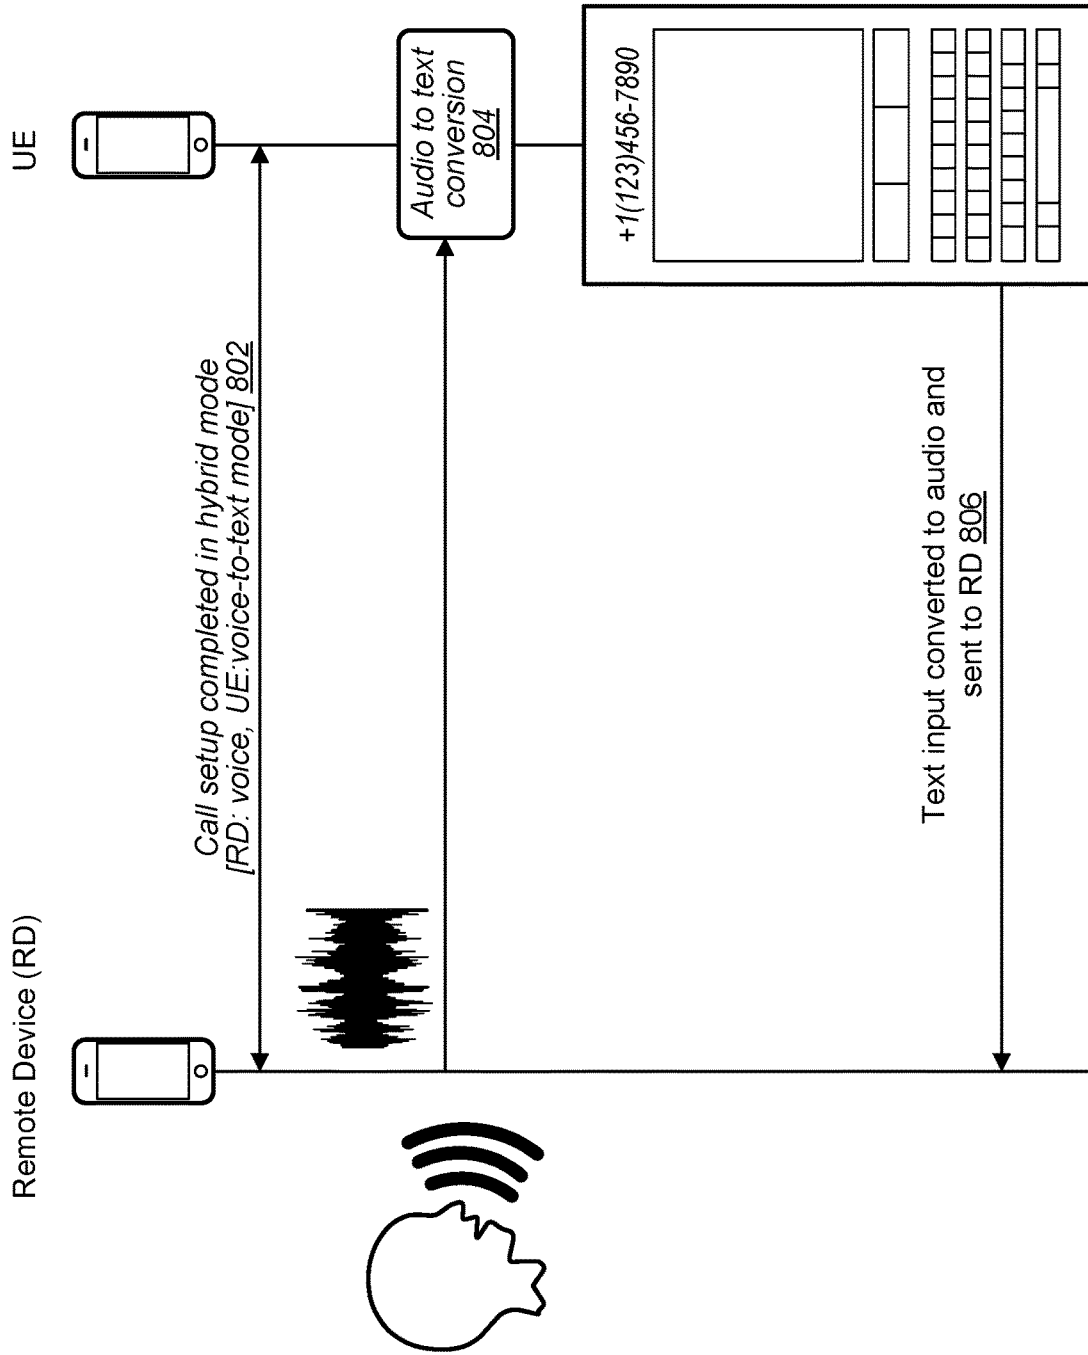 Remote Device (RD)
UE
Call setup completed in hybrid mode
[RD: voice, UE:voice-to-text mode] 802
Audio to text
conversion
804
+1(123)456-7890
Text input converted to audio and
sent to RD 806